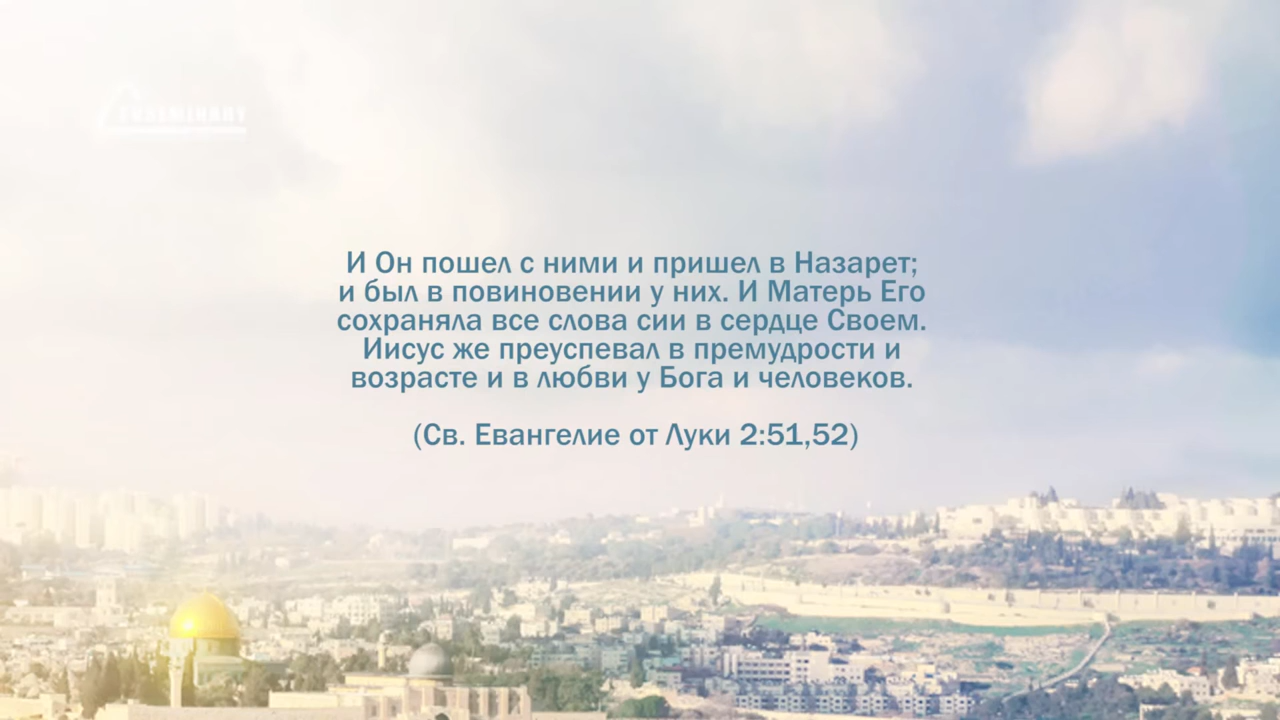 И Он пошел с ними и пришел в Назарет;
и был в повиновении у них. И Матерь Его
сохраняла все слова сии в сердце Своем.
Иисус же преуспевал в премудрости и
возрасте и в любви у Бога и человеков.
(Св. Евангелие от Луки 2:51,52)